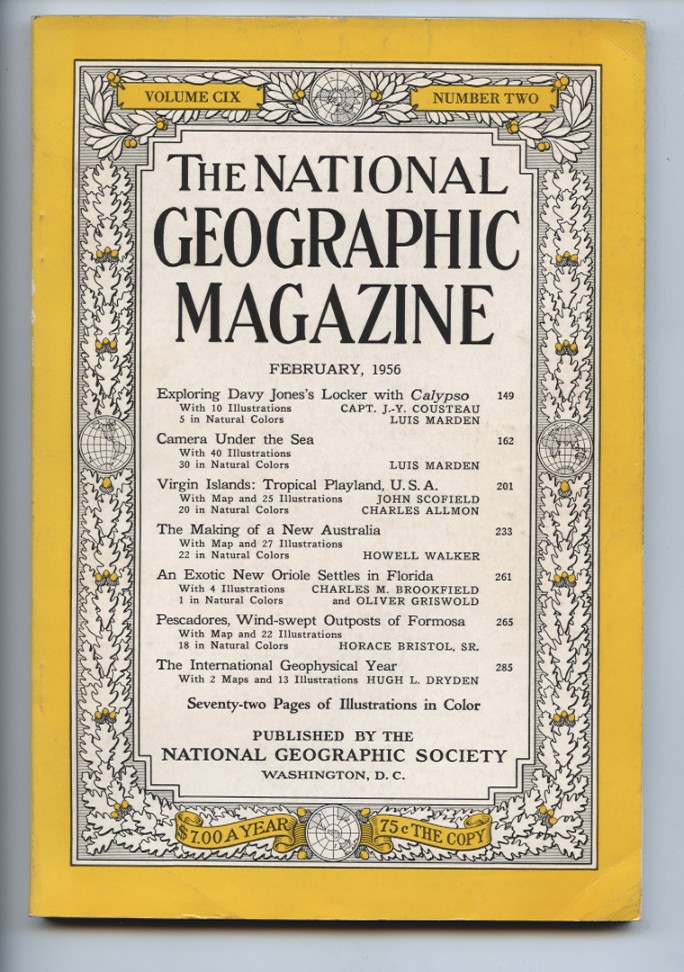 VOLUME CIX NUMBER TWO
THE NATIONAL
GEOGRAPHIC
MAGAZINE
FEBRUARY, 1956
Exploring Davy Jones's Locker with Calypso 149
With 10 Illustrations CAPT. J.-Y. COUSTEAU
5 in Natural Colors LUIS MARDEN
Camera Under the Sea 162
With 40 Illustrations
30 in Natural Colors LUIS MARDEN
Virgin Islands: Tropical Playland, U.S.A. 201
With Map and 25 Illustrations JOHN SCOFIELD
20 in Natural Colors CHARLES ALLMON
The Making of a New Australia 233
With Map and 27 Illustrations
22 in Natural Colors HOWELL WALKER
An Exotic New Oriole Settles in Florida 261
With 4 Illustrations CHARLES M. BROOKFIELD
1 in Natural Colors and OLIVER GRISWOLD
Pescadores, Wind-swept Outposts of Formosa 265
With Map and 22 Illustrations
18 in Natural Colors HORACE BRISTOL, SR.
The International Geophysical Year 285
With 2 Maps and 13 Illustrations HUGH L. DRYDEN
Seventy-two Pages of Illustrations in Color
PUBLISHED BY THE
NATIONAL GEOGRAPHIC SOCIETY
WASHINGTON, D. C.
$7.00 A YEAR 75c THE COPY